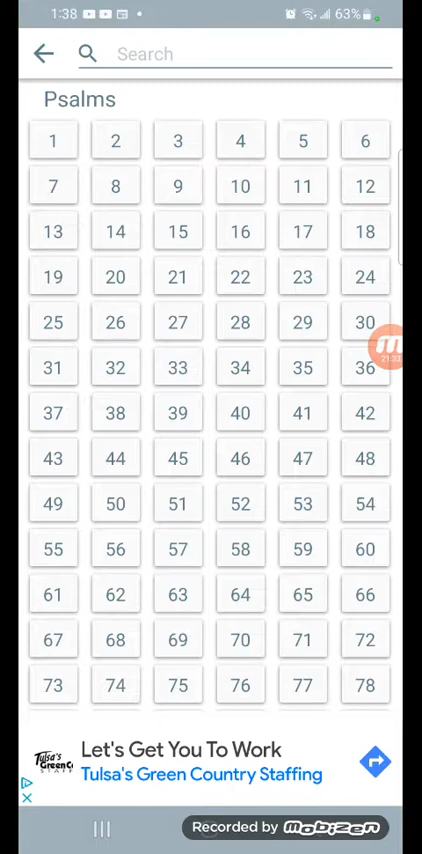 1:38 63%
Search
Psalms
1 2 3 4 5 6
7 8 9 10 11 12
13 14 15 16 17 18
19 20 21 22 23 24
25 26 27 28 29 30
31 32 33 34 35 36
37 38 39 40 41 42
43 44 45 46 47 48
49 50 51 52 53 54
55 56 57 58 59 60
61 62 63 64 65 66
67 68 69 70 71 72
73 74 75 76 77 78
Let's Get You To Work
Tulsa's Green Country Staffing
Recorded by mobizen